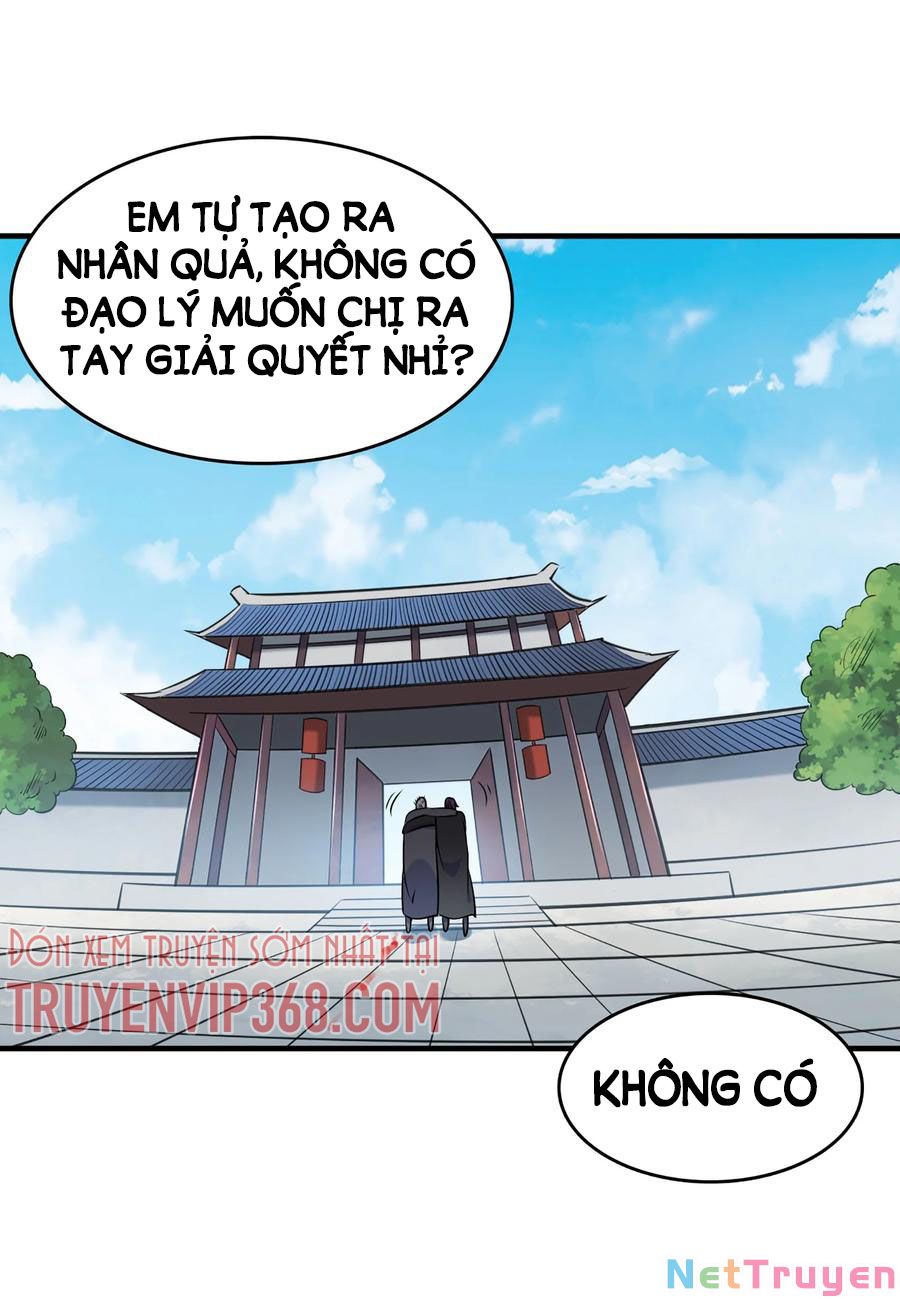 EM TỰ TẠO RA
NHÂN QUẢ, KHÔNG CÓ
ĐẠO LÝ MUỐN CHỊ RA
TAY GIẢI QUYẾT NHỈ?
ĐÓN XEM TRUYỆN SỚM NHẤT TẠI
TRUYENVIP368.COM
KHÔNG CÓ
NetTruyen